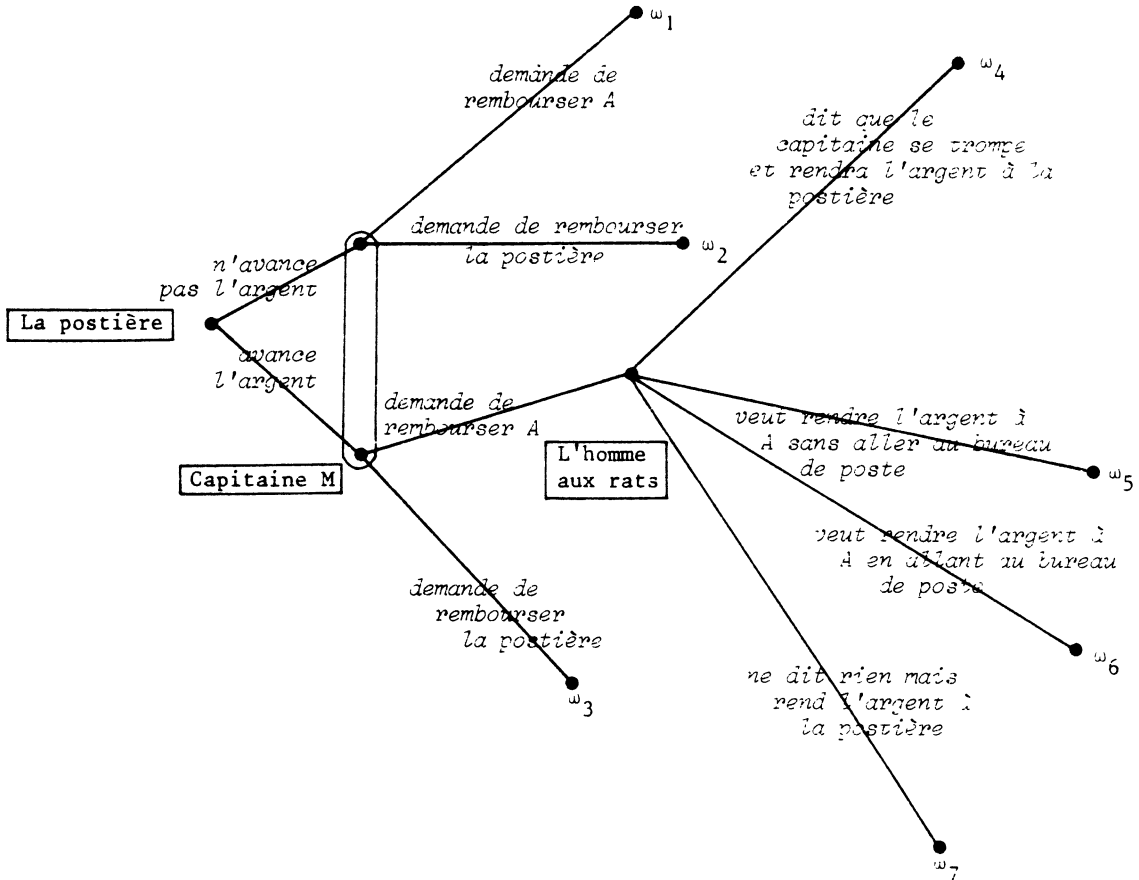 ω1
demande de
rembourser A
ω4
dit que le
capitaine se trompe
et rendra l'argent à la
postière
demande de rembourser
la postière
ω2
n'avance
pas l'argent
La postière
avance
l'argent
demande de
rembourser A
Capitaine M
L'homme
aux rats
veut rendre l'argent à
A sans aller au bureau
de poste
ω5
veut rendre l'argent à
A en allant au bureau
de poste
ω6
demande de
rembourser
la postière
ω3
ne dit rien mais
rend l'argent à
la postière
ω7